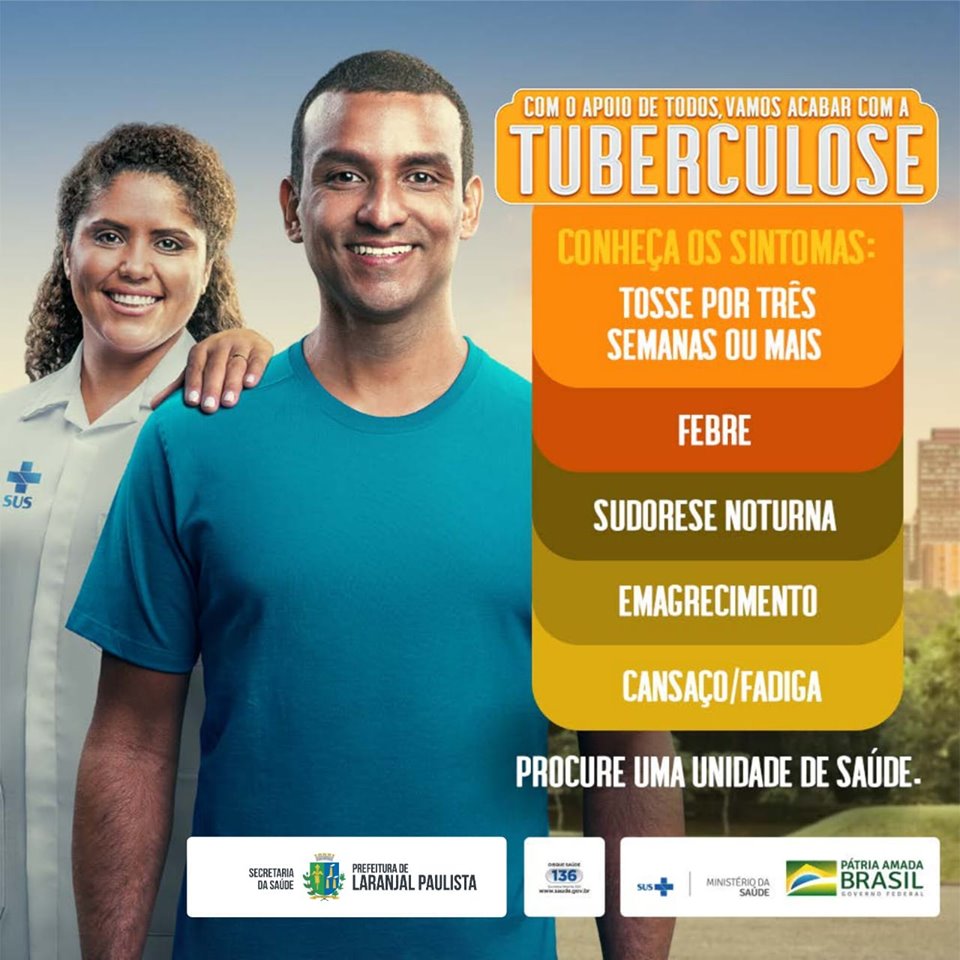 COM O APOIO DE TODOS, VAMOS ACABAR COM A
TUBERCULOSE
CONHEÇA OS SINTOMAS:
TOSSE POR TRÊS
SEMANAS OU MAIS
FEBRE
SUDORESE NOTURNA
EMAGRECIMENTO
CANSAÇO/FADIGA
PROCURE UMA UNIDADE DE SAÚDE.
SUS
SECRETARIA
DA SAÚDE
PREFEITURA DE
LARANJAL PAULISTA
DISQUE SAÚDE
136
www.saude.gov.br
SUS
MINISTÉRIO DA
SAÚDE
PÁTRIA AMADA
BRASIL
GOVERNO FEDERAL